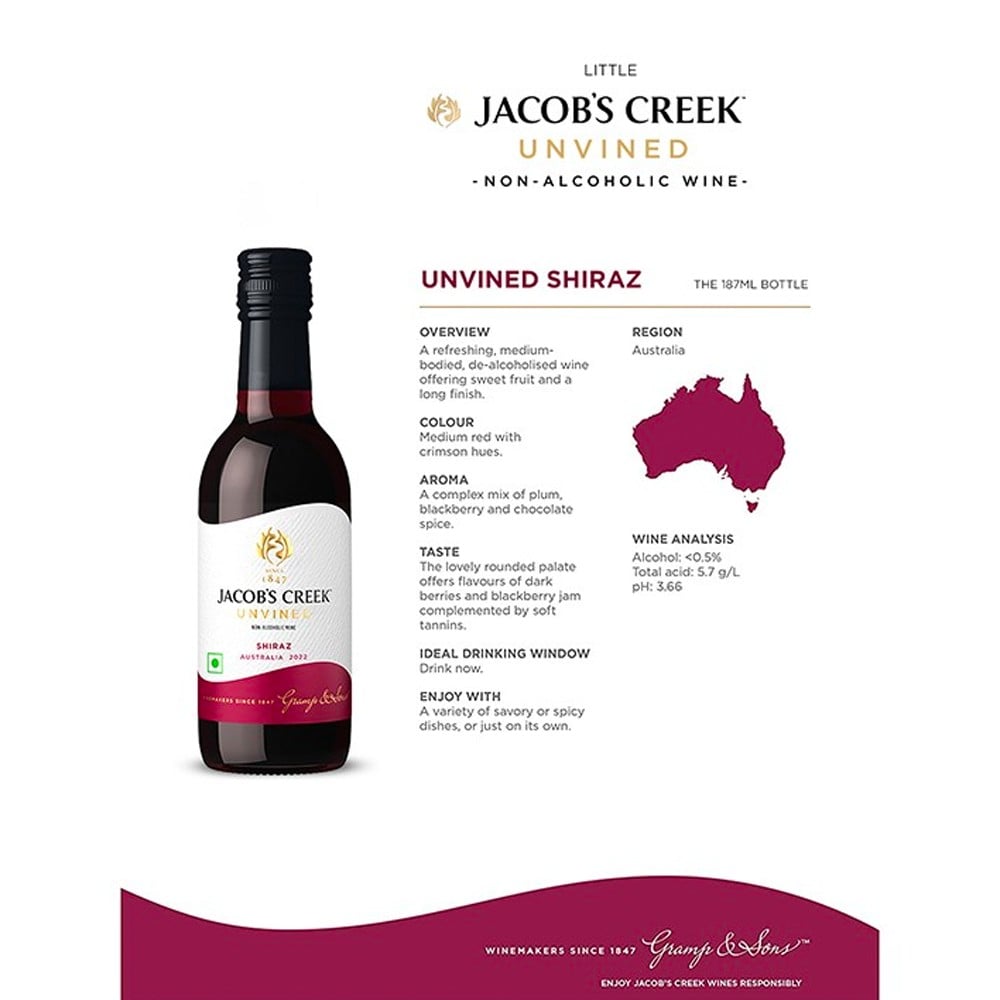 LITTLE
JACOB'S CREEK™
UNVINED
-NON-ALCOHOLIC WINE-
UNVINED SHIRAZ
THE 187ML BOTTLE
OVERVIEW
A refreshing, medium-
bodied, de-alcoholised wine
offering sweet fruit and a
long finish.
COLOUR
Medium red with
crimson hues.
AROMA
A complex mix of plum,
blackberry and chocolate
spice.
TASTE
The lovely rounded palate
offers flavours of dark
berries and blackberry jam
complemented by soft
tannins.
IDEAL DRINKING WINDOW
Drink now.
ENJOY WITH
A variety of savory or spicy
dishes, or just on its own.
REGION
Australia
WINE ANALYSIS
Alcohol: <0.5%
Total acid: 5.7 g/L
pH: 3.66
SINCE
1847
JACOB'S CREEK™
UNVINED
NON-ALCOHOLIC WINE
SHIRAZ
AUSTRALIA 2022
SINCE 1847 Gramp & Sons
WINEMAKERS SINCE 1847 Gramp & Sons™
ENJOY JACOB'S CREEK WINES RESPONSIBLY